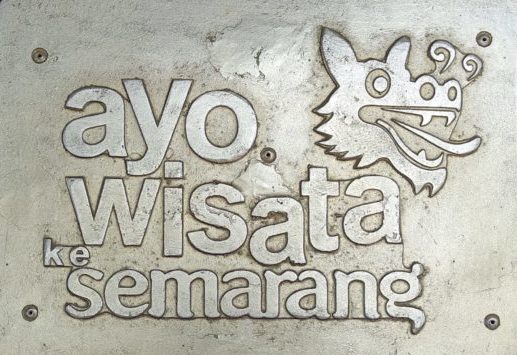 ayo
wisata
ke
semarang